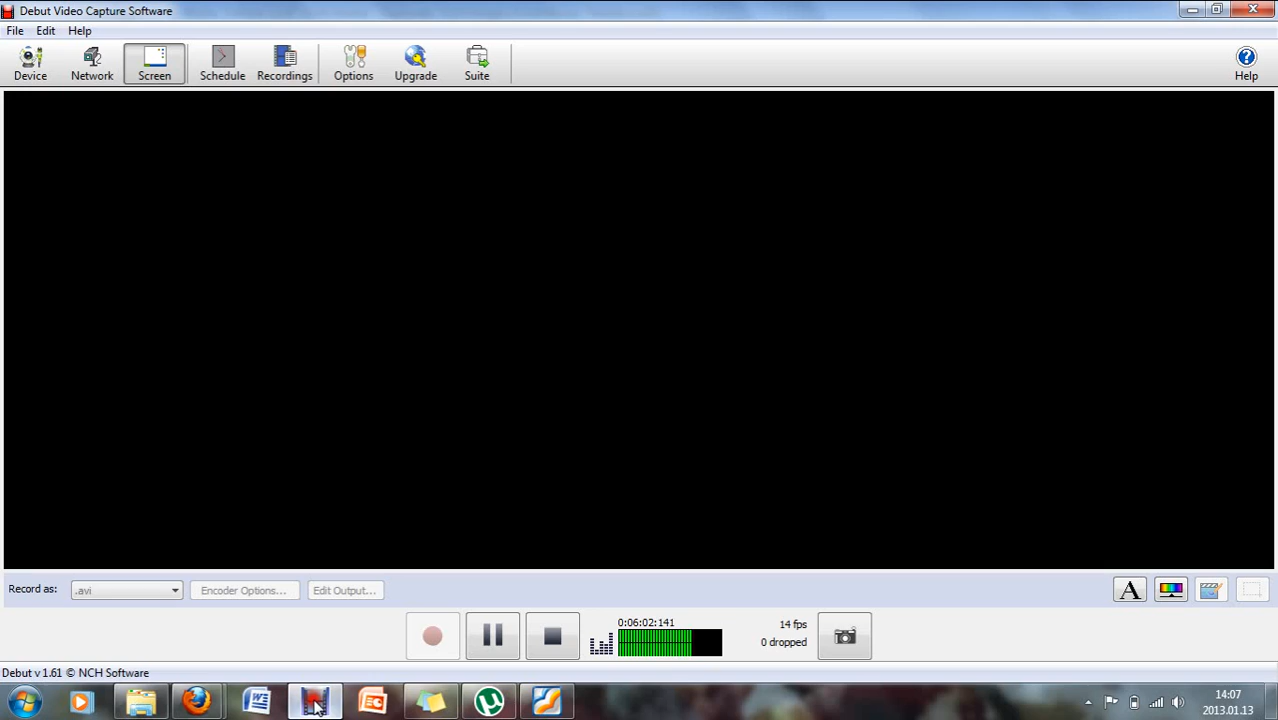 Debut Video Capture Software
File Edit Help
Device Network Screen Schedule Recordings Options Upgrade Suite Help
Record as: .avi Encoder Options... Edit Output... A
0:06:02:141 14 fps
0 dropped
Debut v 1.61 © NCH Software
14:07
2013.01.13